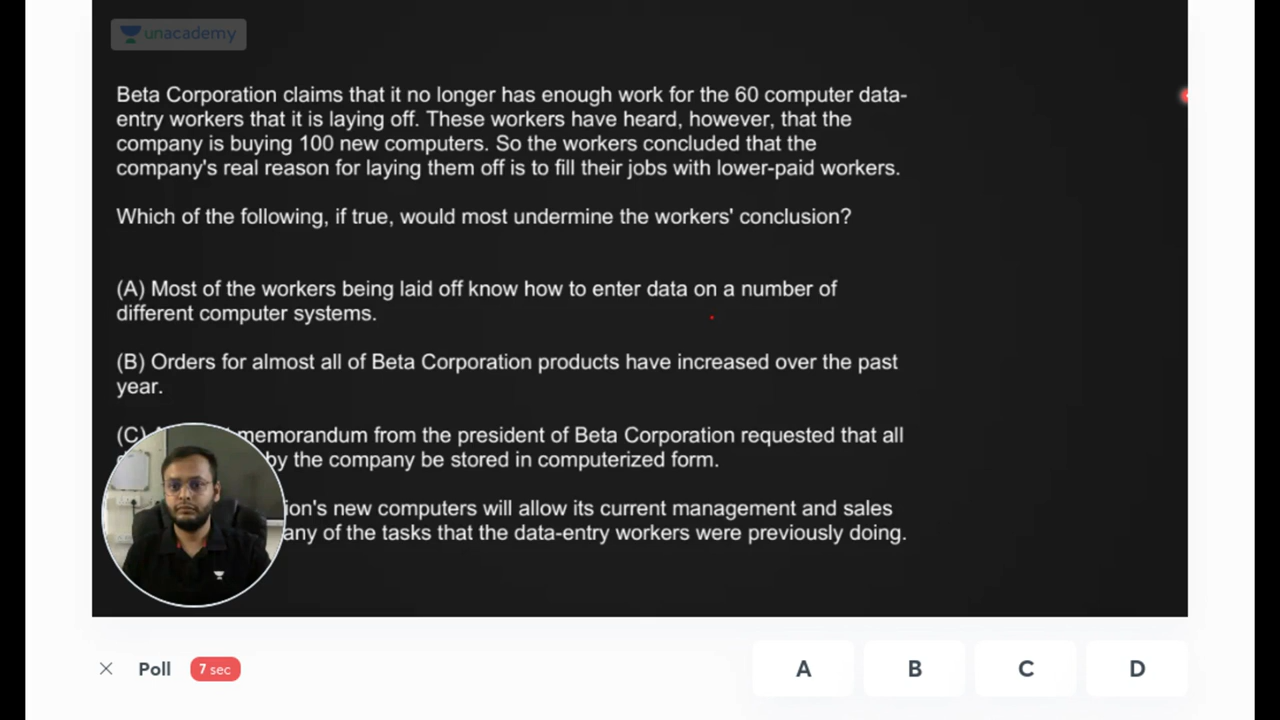 unacademy
Beta Corporation claims that it no longer has enough work for the 60 computer data-
entry workers that it is laying off. These workers have heard, however, that the
company is buying 100 new computers. So the workers concluded that the
company's real reason for laying them off is to fill their jobs with lower-paid workers.
Which of the following, if true, would most undermine the workers' conclusion?
(A) Most of the workers being laid off know how to enter data on a number of
different computer systems.
(B) Orders for almost all of Beta Corporation products have increased over the past
year.
(C) memorandum from the president of Beta Corporation requested that all
by the company be stored in computerized form.
ion's new computers will allow its current management and sales
any of the tasks that the data-entry workers were previously doing.
Poll 7 sec A B C D